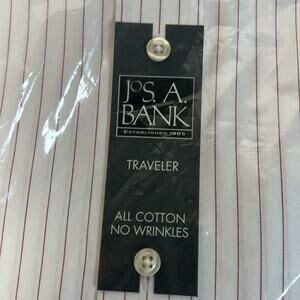 JOS. A.
BANK
ESTABLISHED 1905
TRAVELER
ALL COTTON
NO WRINKLES